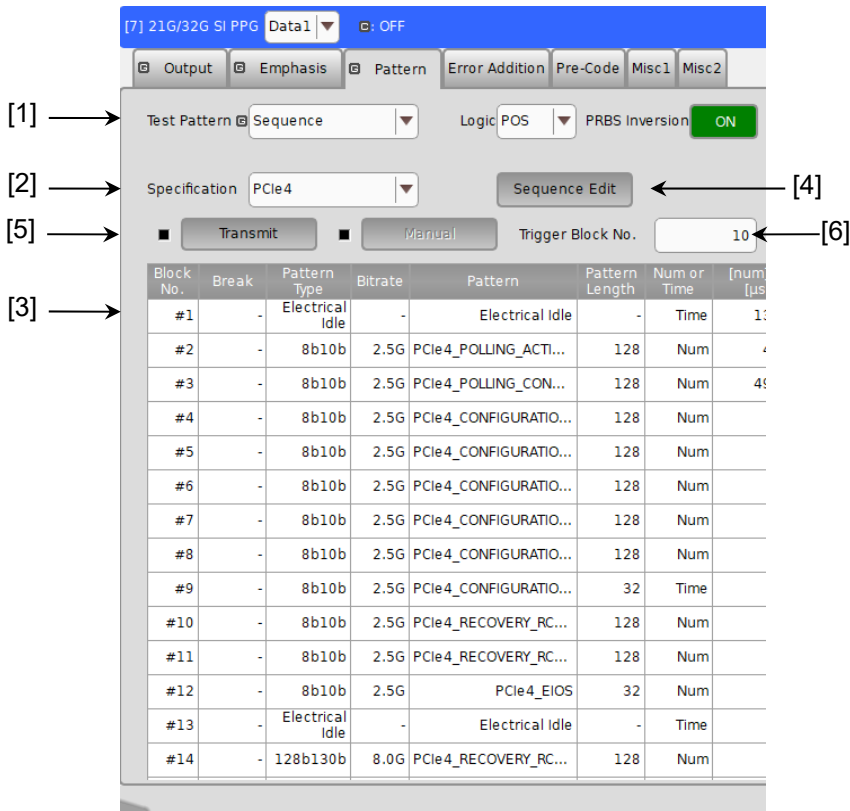 [7] 21G/32G SI PPG Data1 C: OFF
G Output G Emphasis G Pattern Error Addition Pre-Code Misc1 Misc2
[1] Test Pattern G Sequence Logic POS PRBS Inversion ON
[2] Specification PCIe4 Sequence Edit [4]
[5] Transmit Manual Trigger Block No. 10 [6]
Block No. Break Pattern Type Bitrate Pattern Pattern Length Num or Time [num] [µs
[3] #1 - Electrical Idle - Electrical Idle - Time 13
#2 - 8b10b 2.5G PCIe4_POLLING_ACTI... 128 Num 4
#3 - 8b10b 2.5G PCIe4_POLLING_CON... 128 Num 49
#4 - 8b10b 2.5G PCIe4_CONFIGURATIO... 128 Num
#5 - 8b10b 2.5G PCIe4_CONFIGURATIO... 128 Num
#6 - 8b10b 2.5G PCIe4_CONFIGURATIO... 128 Num
#7 - 8b10b 2.5G PCIe4_CONFIGURATIO... 128 Num
#8 - 8b10b 2.5G PCIe4_CONFIGURATIO... 128 Num
#9 - 8b10b 2.5G PCIe4_CONFIGURATIO... 32 Time
#10 - 8b10b 2.5G PCIe4_RECOVERY_RC... 128 Num
#11 - 8b10b 2.5G PCIe4_RECOVERY_RC... 128 Num
#12 - 8b10b 2.5G PCIe4_EIOS 32 Num
#13 - Electrical Idle - Electrical Idle - Time
#14 - 128b130b 8.0G PCIe4_RECOVERY_RC... 128 Num